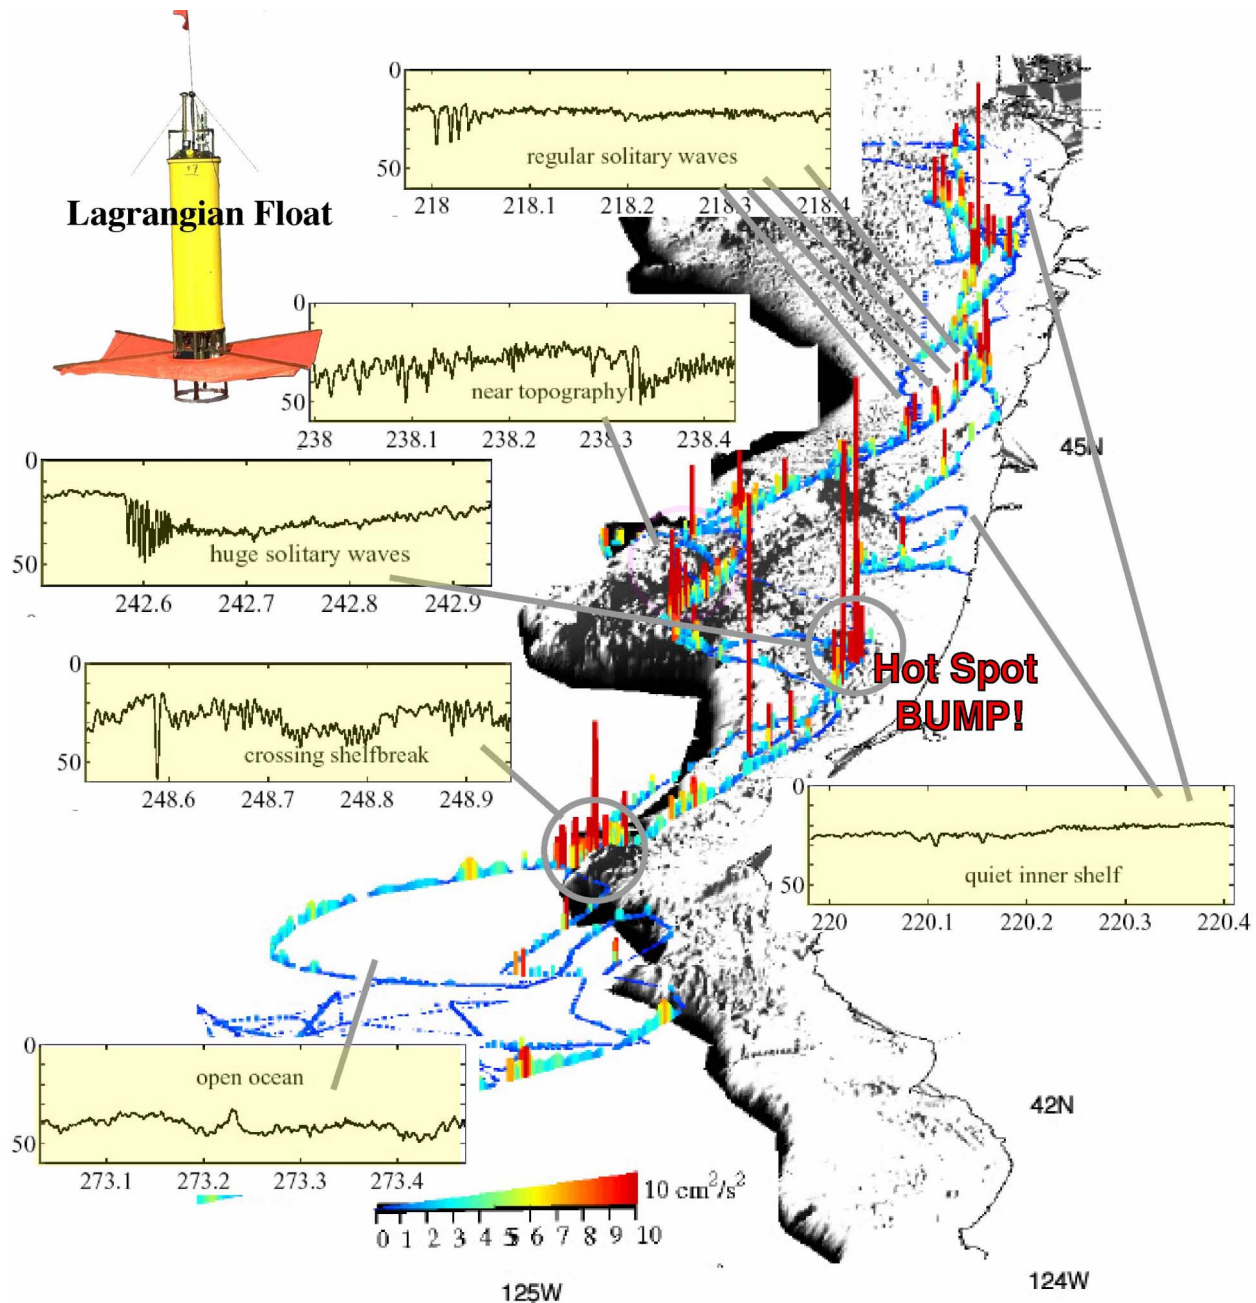 Lagrangian Float
0
50
regular solitary waves
218 218.1 218.2 218.3 218.4
0
50
near topography
238 238.1 238.2 238.3 238.4
45N
0
50
huge solitary waves
242.6 242.7 242.8 242.9
Hot Spot
BUMP!
0
50
crossing shelfbreak
248.6 248.7 248.8 248.9
0
50
quiet inner shelf
220 220.1 220.2 220.3 220.4
0
50
open ocean
273.1 273.2 273.3 273.4
42N
10 cm²/s²
0 1 2 3 4 5 6 7 8 9 10
125W
124W